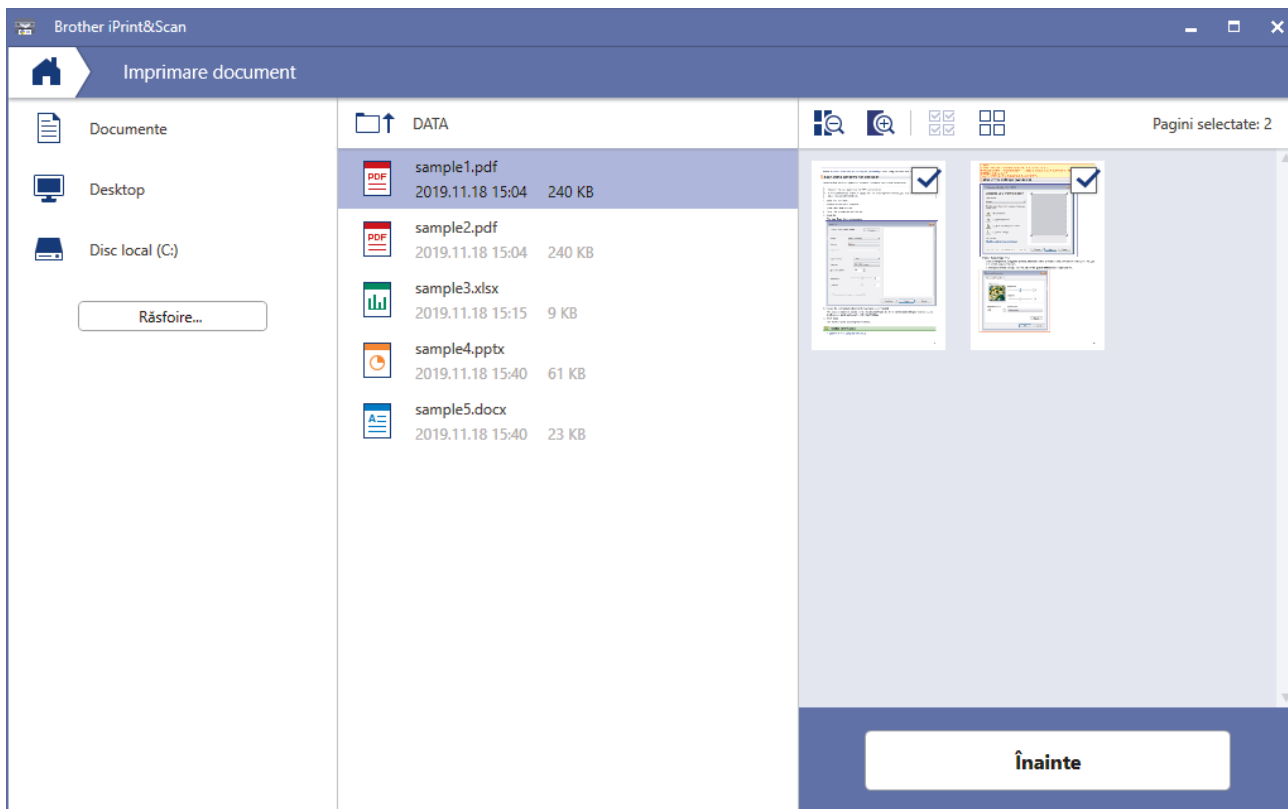 Brother iPrint&Scan
Imprimare document
Documente
Desktop
Disc local (C:)
Răsfoire...
DATA
PDF
sample1.pdf
2019.11.18 15:04 240 KB
PDF
sample2.pdf
2019.11.18 15:04 240 KB
sample3.xlsx
2019.11.18 15:15 9 KB
sample4.pptx
2019.11.18 15:40 61 KB
A
sample5.docx
2019.11.18 15:40 23 KB
Pagini selectate: 2
Înainte